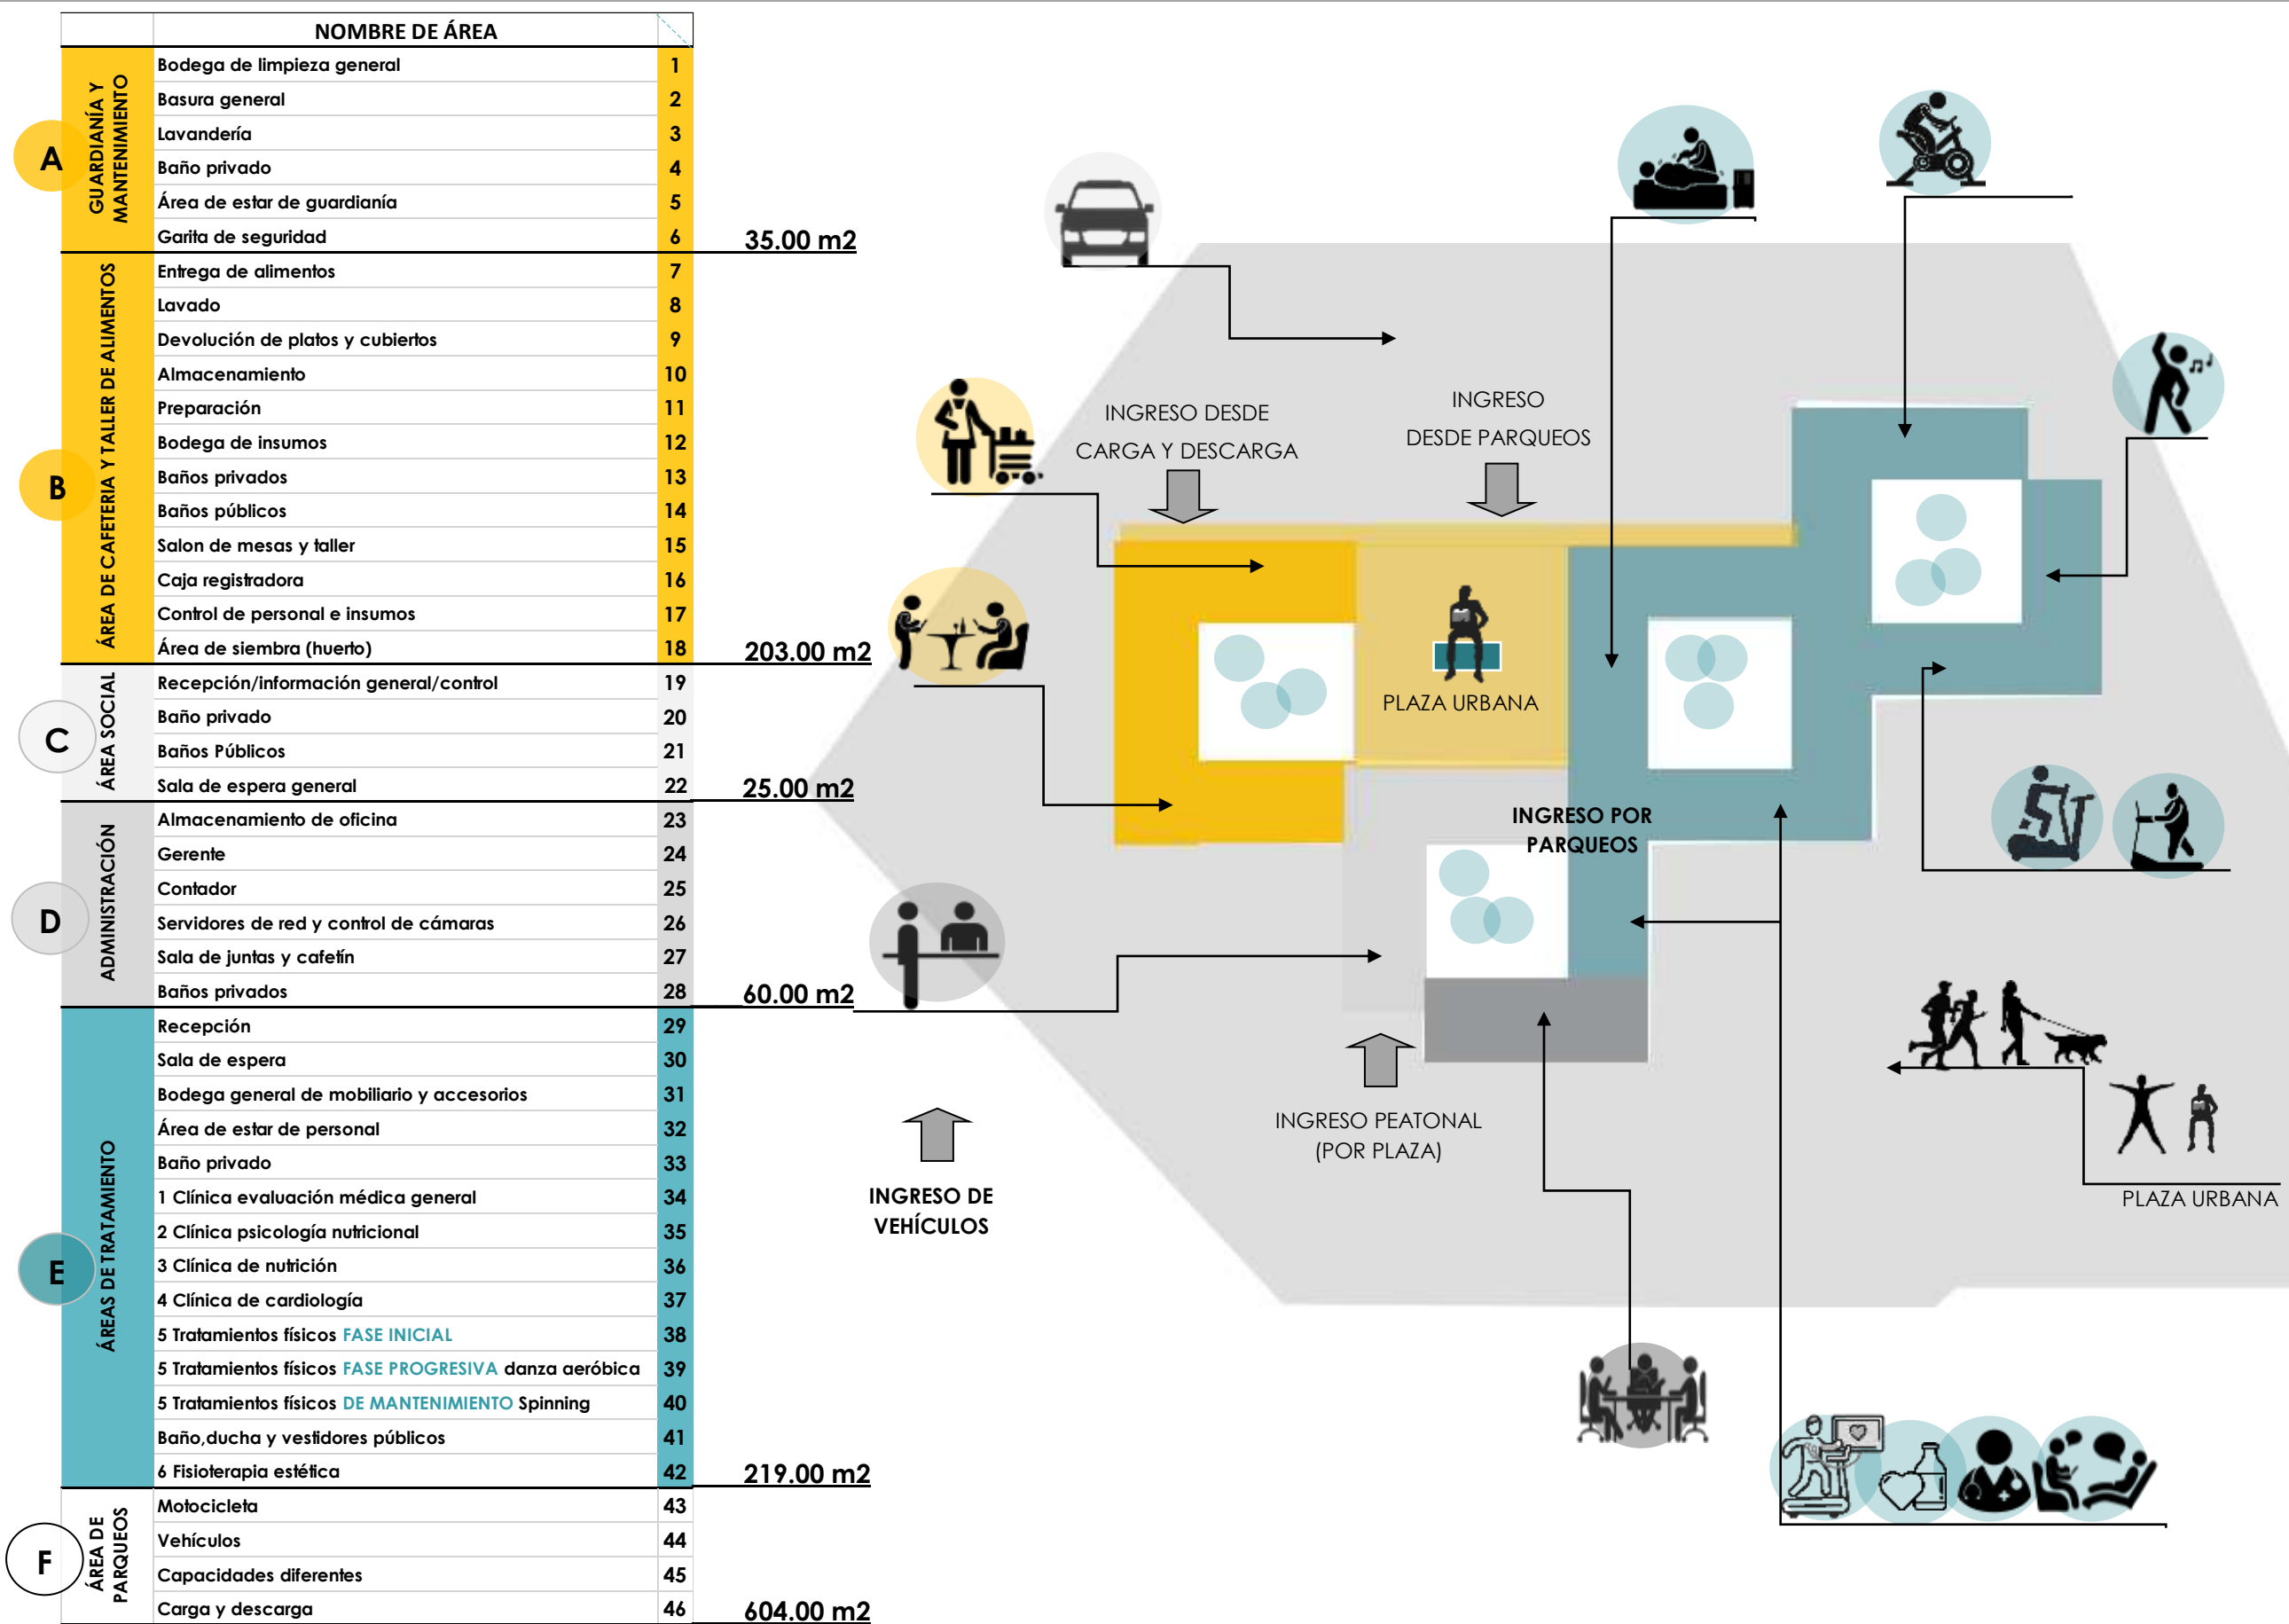 NOMBRE DE ÁREA
A
GUARDIANÍA Y
MANTENIMIENTO
Bodega de limpieza general 1
Basura general 2
Lavandería 3
Baño privado 4
Área de estar de guardianía 5
Garita de seguridad 6 35.00 m2
B
ÁREA DE CAFETERIA Y TALLER DE ALIMENTOS
Entrega de alimentos 7
Lavado 8
Devolución de platos y cubiertos 9
Almacenamiento 10
Preparación 11
Bodega de insumos 12
Baños privados 13
Baños públicos 14
Salon de mesas y taller 15
Caja registradora 16
Control de personal e insumos 17
Área de siembra (huerto) 18 203.00 m2
C
ÁREA SOCIAL
Recepción/información general/control 19
Baño privado 20
Baños Públicos 21
Sala de espera general 22 25.00 m2
D
ADMINISTRACIÓN
Almacenamiento de oficina 23
Gerente 24
Contador 25
Servidores de red y control de cámaras 26
Sala de juntas y cafetín 27
Baños privados 28 60.00 m2
E
ÁREAS DE TRATAMIENTO
Recepción 29
Sala de espera 30
Bodega general de mobiliario y accesorios 31
Área de estar de personal 32
Baño privado 33
1 Clínica evaluación médica general 34
2 Clínica psicología nutricional 35
3 Clínica de nutrición 36
4 Clínica de cardiología 37
5 Tratamientos físicos FASE INICIAL 38
5 Tratamientos físicos FASE PROGRESIVA danza aeróbica 39
5 Tratamientos físicos DE MANTENIMIENTO Spinning 40
Baño,ducha y vestidores públicos 41
6 Fisioterapia estética 42 219.00 m2
F
ÁREA DE
PARQUEOS
Motocicleta 43
Vehículos 44
Capacidades diferentes 45
Carga y descarga 46 604.00 m2
INGRESO DESDE
CARGA Y DESCARGA
INGRESO
DESDE PARQUEOS
PLAZA URBANA
INGRESO POR
PARQUEOS
INGRESO PEATONAL
(POR PLAZA)
INGRESO DE
VEHÍCULOS
PLAZA URBANA